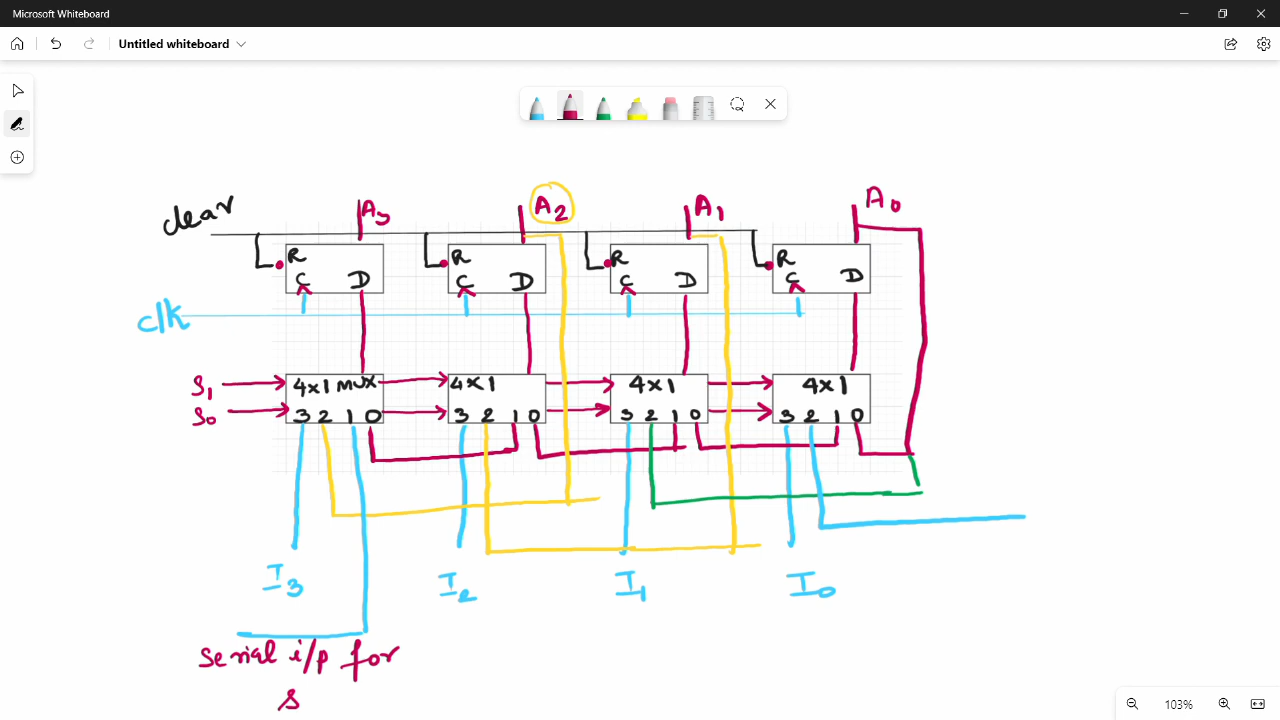 Microsoft Whiteboard
Untitled whiteboard
clear
A3 A2 A1 A0
R R R R
C D C D C D C D
clk
S1 4x1 MUX 4x1 4x1 4x1
S0 3 2 1 0 3 2 1 0 3 2 1 0 3 2 1 0
I3 I2 I1 I0
Serial i/p for
s
103%